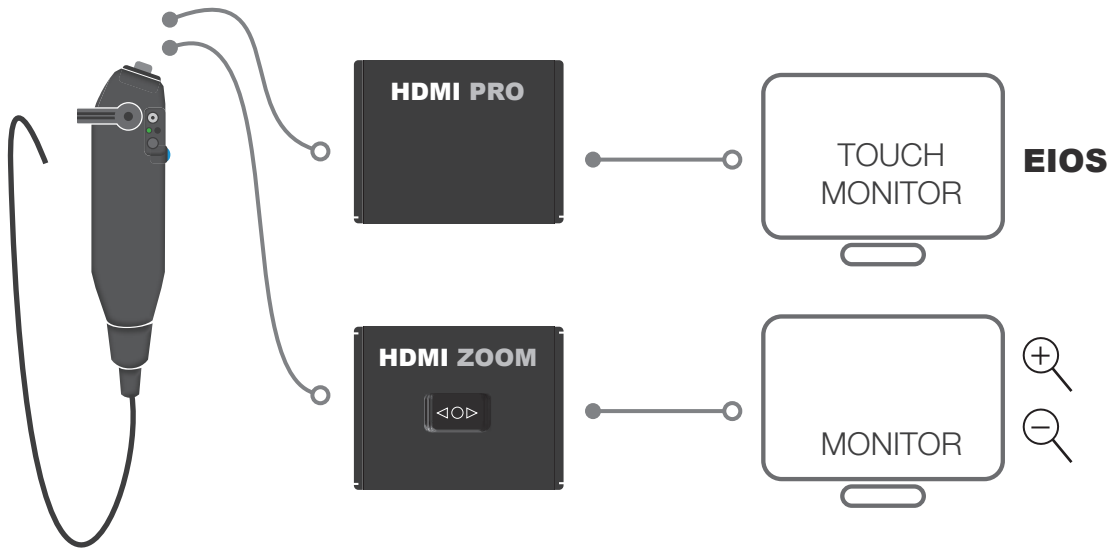 HDMI PRO
TOUCH
MONITOR
EIOS
HDMI ZOOM
MONITOR